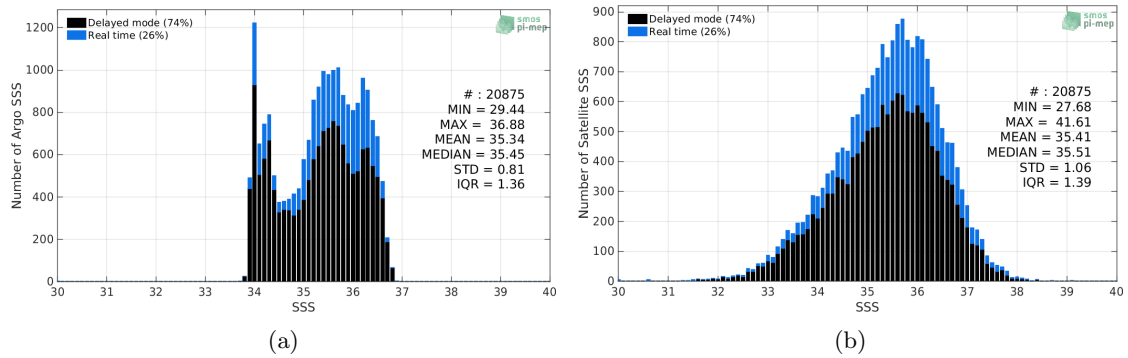 Delayed mode (74%)
Real time (26%)
smos
pi-mep
# : 20875
MIN = 29.44
MAX = 36.88
MEAN = 35.34
MEDIAN = 35.45
STD = 0.81
IQR = 1.36
Number of Argo SSS
1200
1000
800
600
400
200
0
30 31 32 33 34 35 36 37 38 39 40
SSS
(a)
Delayed mode (74%)
Real time (26%)
smos
pi-mep
# : 20875
MIN = 27.68
MAX = 41.61
MEAN = 35.41
MEDIAN = 35.51
STD = 1.06
IQR = 1.39
Number of Satellite SSS
900
800
700
600
500
400
300
200
100
0
30 31 32 33 34 35 36 37 38 39 40
SSS
(b)